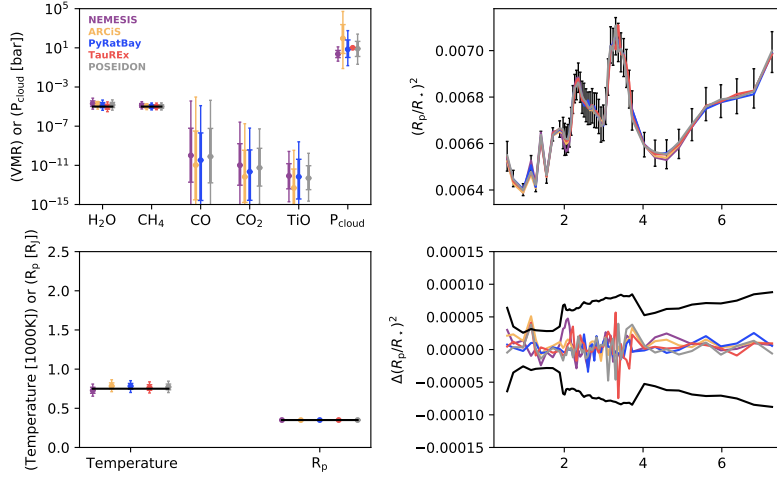 NEMESIS
ARCiS
PyRatBay
TauREx
POSEIDON
(VMR) or (P_cloud [bar])
10^5
10^1
10^−3
10^−7
10^−11
10^−15
H₂O CH₄ CO CO₂ TiO P_cloud
(R_p/R⋆)²
0.0070
0.0068
0.0066
0.0064
2 4 6
(Temperature [1000K]) or (R_p [R_J])
2.5
2.0
1.5
1.0
0.5
0.0
Temperature R_p
Δ(R_p/R⋆)²
0.00015
0.00010
0.00005
0.00000
−0.00005
−0.00010
−0.00015
2 4 6